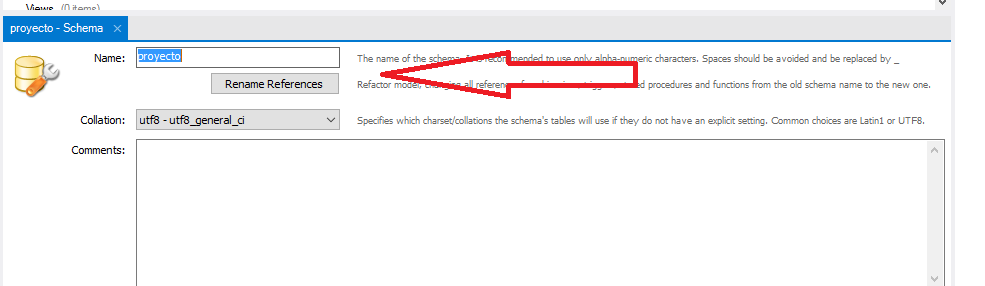 Views (0 items)
proyecto - Schema ×
Name: proyecto
The name of the schema. recommended to use only alpha-numeric characters. Spaces should be avoided and be replaced by _
Rename References
Refactor model, changing all references procedures and functions from the old schema name to the new one.
Collation: utf8 - utf8_general_ci
Specifies which charset/collations the schema's tables will use if they do not have an explicit setting. Common choices are Latin1 or UTF8.
Comments: